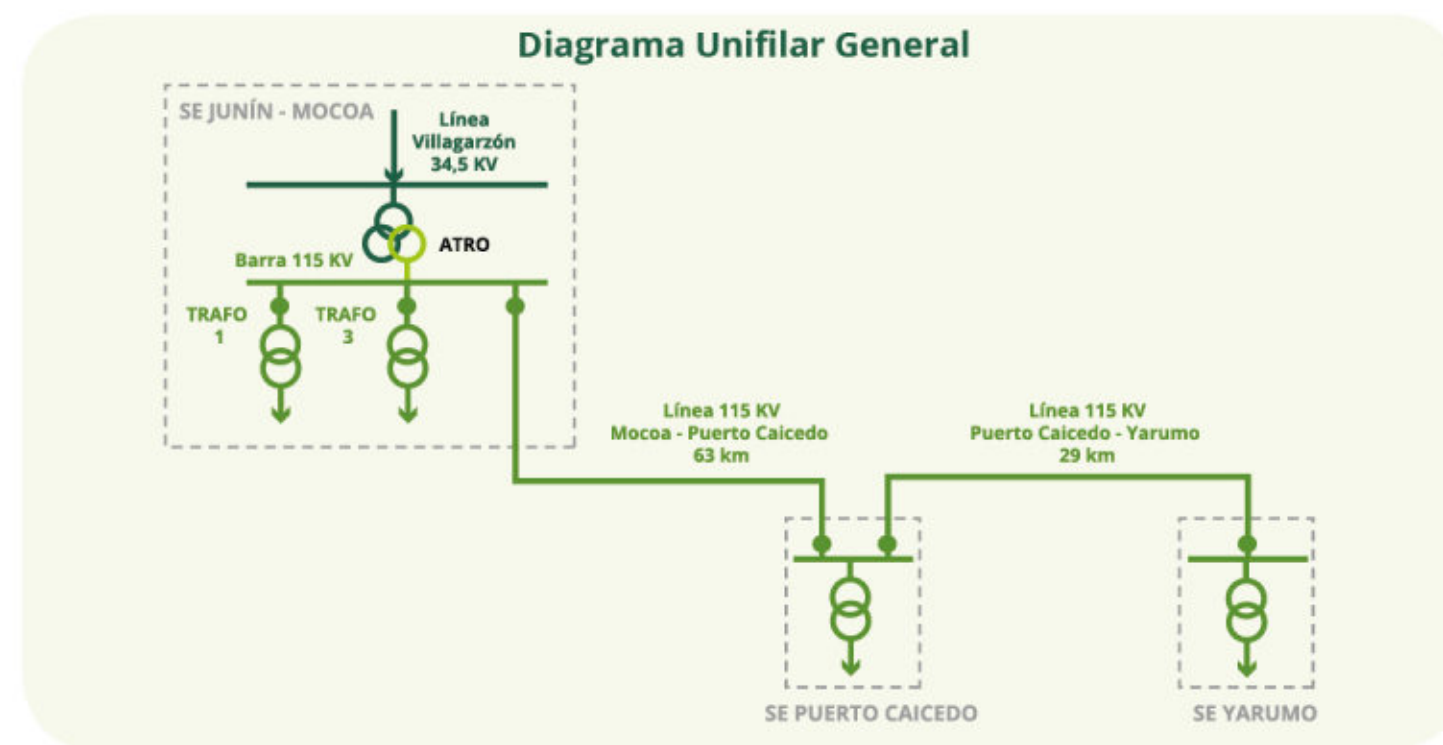 Diagrama Unifilar General
SE JUNÍN - MOCOA
Línea
Villagarzón
34,5 KV
ATRO
Barra 115 KV
TRAFO
1
TRAFO
3
Línea 115 KV
Mocoa - Puerto Caicedo
63 km
Línea 115 KV
Puerto Caicedo - Yarumo
29 km
SE PUERTO CAICEDO
SE YARUMO